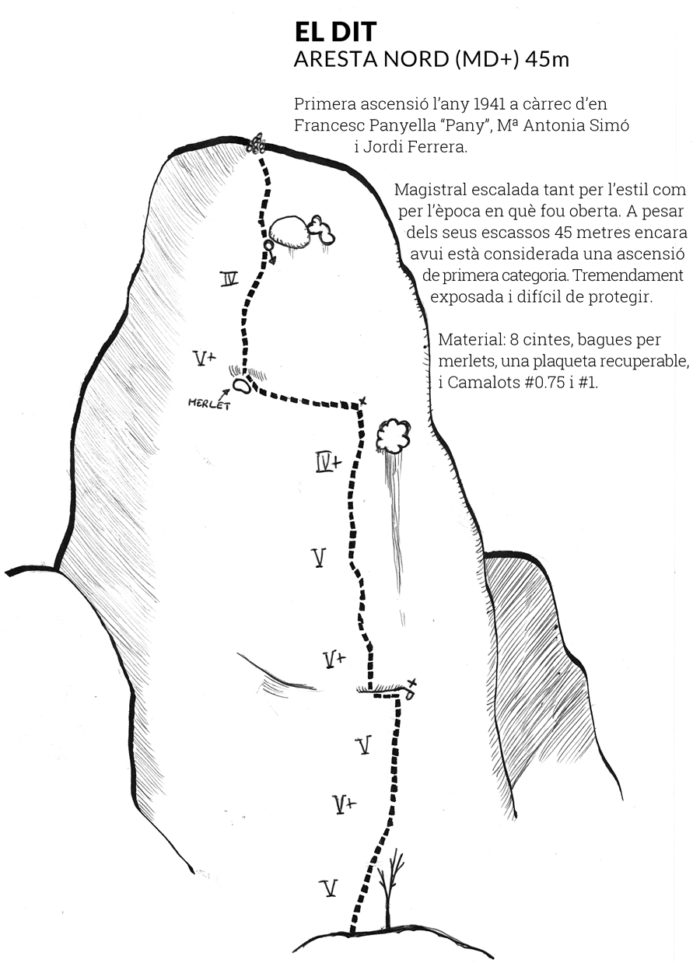 EL DIT
ARESTA NORD (MD+) 45m
Primera ascensió l'any 1941 a càrrec d'en
Francesc Panyella “Pany”, Mª Antonia Simó
i Jordi Ferrera.
Magistral escalada tant per l'estil com
per l'època en què fou oberta. A pesar
dels seus escassos 45 metres encara
avui està considerada una ascensió
de primera categoria. Tremendament
exposada i difícil de protegir.
Material: 8 cintes, bagues per
merlets, una plaqueta recuperable,
i Camalots #0.75 i #1.
IV
V+
MERLET
IV+
V
V+
V
V+
V